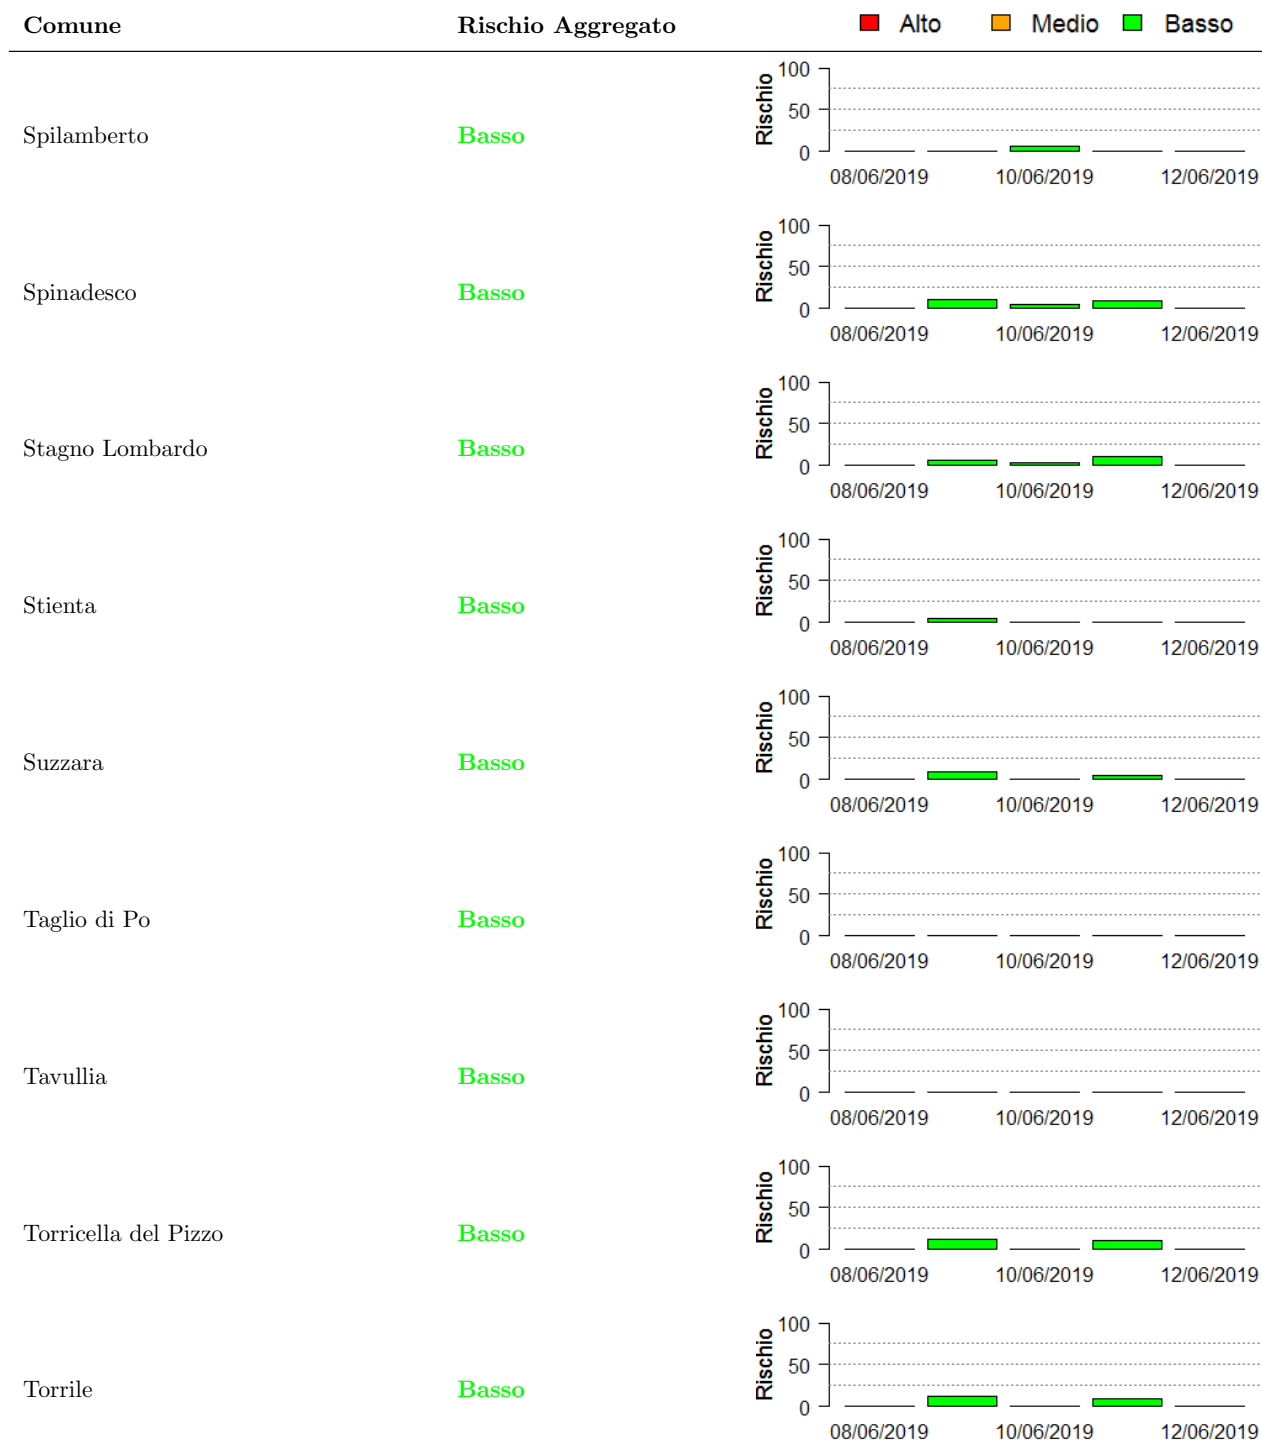 Comune Rischio Aggregato Alto Medio Basso
Spilamberto Basso Rischio 100 50 0
08/06/2019 10/06/2019 12/06/2019
Spinadesco Basso Rischio 100 50 0
08/06/2019 10/06/2019 12/06/2019
Stagno Lombardo Basso Rischio 100 50 0
08/06/2019 10/06/2019 12/06/2019
Stienta Basso Rischio 100 50 0
08/06/2019 10/06/2019 12/06/2019
Suzzara Basso Rischio 100 50 0
08/06/2019 10/06/2019 12/06/2019
Taglio di Po Basso Rischio 100 50 0
08/06/2019 10/06/2019 12/06/2019
Tavullia Basso Rischio 100 50 0
08/06/2019 10/06/2019 12/06/2019
Torricella del Pizzo Basso Rischio 100 50 0
08/06/2019 10/06/2019 12/06/2019
Torrile Basso Rischio 100 50 0
08/06/2019 10/06/2019 12/06/2019